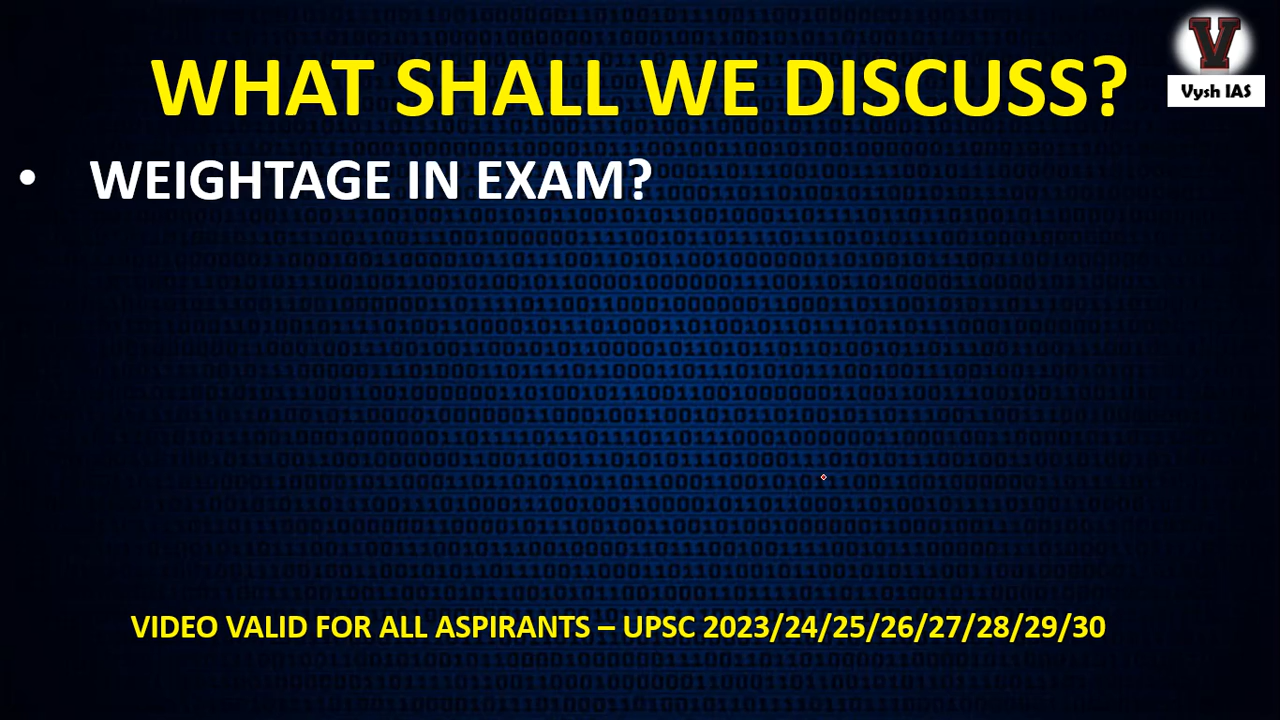 V
Vysh IAS
WHAT SHALL WE DISCUSS?
• WEIGHTAGE IN EXAM?
VIDEO VALID FOR ALL ASPIRANTS – UPSC 2023/24/25/26/27/28/29/30